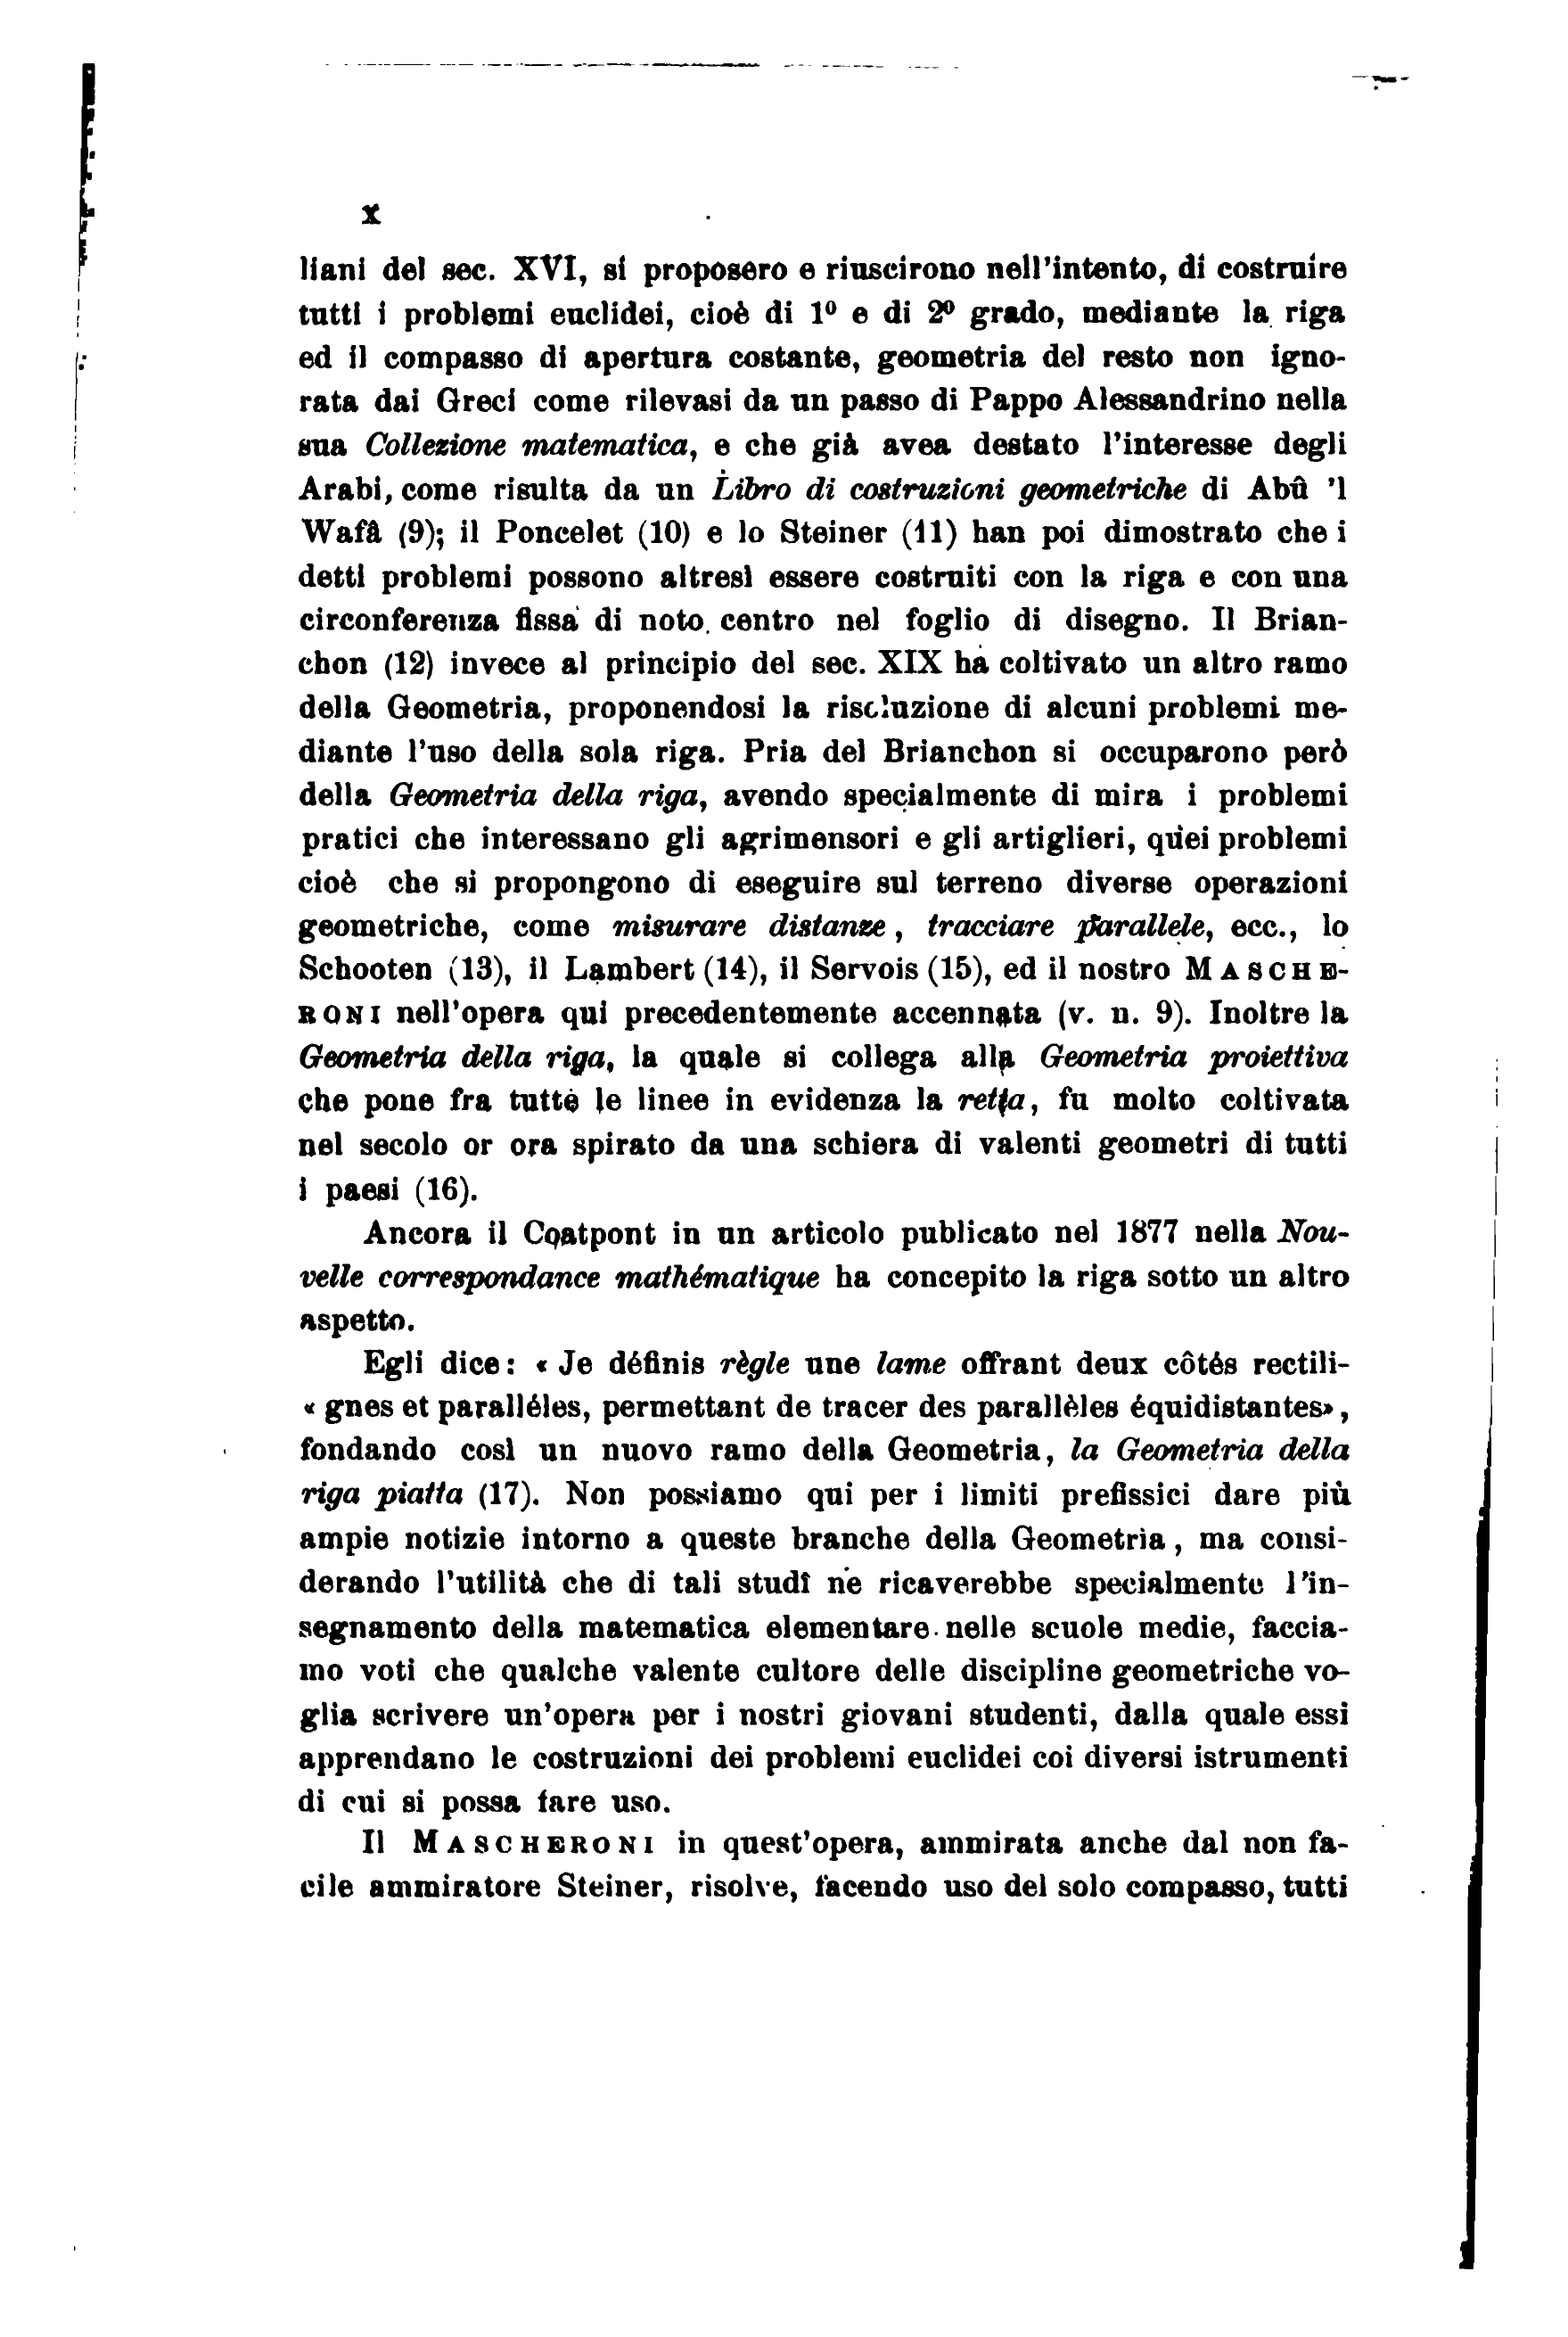 X
liani del sec. XVI, si proposero e riuscirono nell'intento, di costruire
tutti i problemi euclidei, cioè di 1º e di 2º grado, mediante la riga
ed il compasso di apertura costante, geometria del resto non igno-
rata dai Greci come rilevasi da un passo di Pappo Alessandrino nella
sua Collezione matematica, e che già avea destato l'interesse degli
Arabi, come risulta da un Libro di costruzioni geometriche di Abû 'l
Wafâ (9); il Poncelet (10) e lo Steiner (11) han poi dimostrato che i
detti problemi possono altresì essere costruiti con la riga e con una
circonferenza fissa di noto centro nel foglio di disegno. Il Brian-
chon (12) invece al principio del sec. XIX ha coltivato un altro ramo
della Geometria, proponendosi la risoluzione di alcuni problemi me-
diante l'uso della sola riga. Pria del Brianchon si occuparono però
della Geometria della riga, avendo specialmente di mira i problemi
pratici che interessano gli agrimensori e gli artiglieri, quei problemi
cioè che si propongono di eseguire sul terreno diverse operazioni
geometriche, come misurare distanze, tracciare parallele, ecc., lo
Schooten (13), il Lambert (14), il Servois (15), ed il nostro MASCHE-
RONI nell'opera qui precedentemente accennata (v. n. 9). Inoltre la
Geometria della riga, la quale si collega alla Geometria proiettiva
che pone fra tutte le linee in evidenza la retta, fu molto coltivata
nel secolo or ora spirato da una schiera di valenti geometri di tutti
i paesi (16).
Ancora il Coatpont in un articolo publicato nel 1877 nella Nou-
velle correspondance mathématique ha concepito la riga sotto un altro
aspetto.
Egli dice: « Je définis règle une lame offrant deux côtés rectili-
« gnes et paralléles, permettant de tracer des parallèles équidistantes»,
fondando così un nuovo ramo della Geometria, la Geometria della
riga piatta (17). Non possiamo qui per i limiti prefissici dare più
ampie notizie intorno a queste branche della Geometria, ma consi-
derando l'utilità che di tali studî ne ricaverebbe specialmente l'in-
segnamento della matematica elementare nelle scuole medie, faccia-
mo voti che qualche valente cultore delle discipline geometriche vo-
glia scrivere un'opera per i nostri giovani studenti, dalla quale essi
apprendano le costruzioni dei problemi euclidei coi diversi istrumenti
di cui si possa fare uso.
Il MASCHERONI in quest'opera, ammirata anche dal non fa-
cile ammiratore Steiner, risolve, facendo uso del solo compasso, tutti